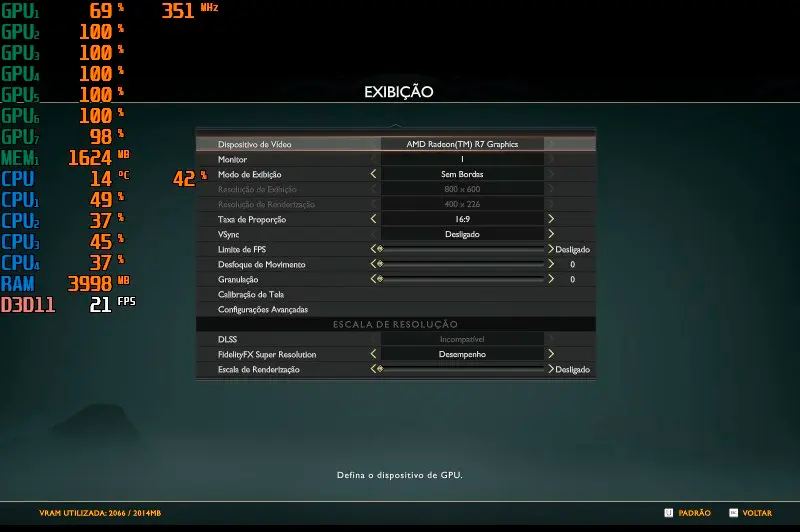 GPU1 69 % 351 MHz
GPU2 100 %
GPU3 100 %
GPU4 100 %
GPU5 100 %
GPU6 100 %
GPU7 98 %
MEM1 1624 MB
CPU 14 °C 42 %
CPU1 49 %
CPU2 37 %
CPU3 45 %
CPU4 37 %
RAM 3998 MB
D3D11 21 FPS
EXIBIÇÃO
Dispositivo de Vídeo AMD Radeon(TM) R7 Graphics
Monitor 1
Modo de Exibição Sem Bordas
Resolução de Exibição 800 x 600
Resolução de Renderização 400 x 226
Taxa de Proporção 16:9
VSync Desligado
Limite de FPS Desligado
Desfoque de Movimento 0
Granulação 0
Calibração de Tela
Configurações Avançadas
ESCALA DE RESOLUÇÃO
DLSS Incompatível
FidelityFX Super Resolution Desempenho
Escala de Renderização Desligado
Defina o dispositivo de GPU.
VRAM UTILIZADA: 2066 / 2014MB
PADRÃO
VOLTAR